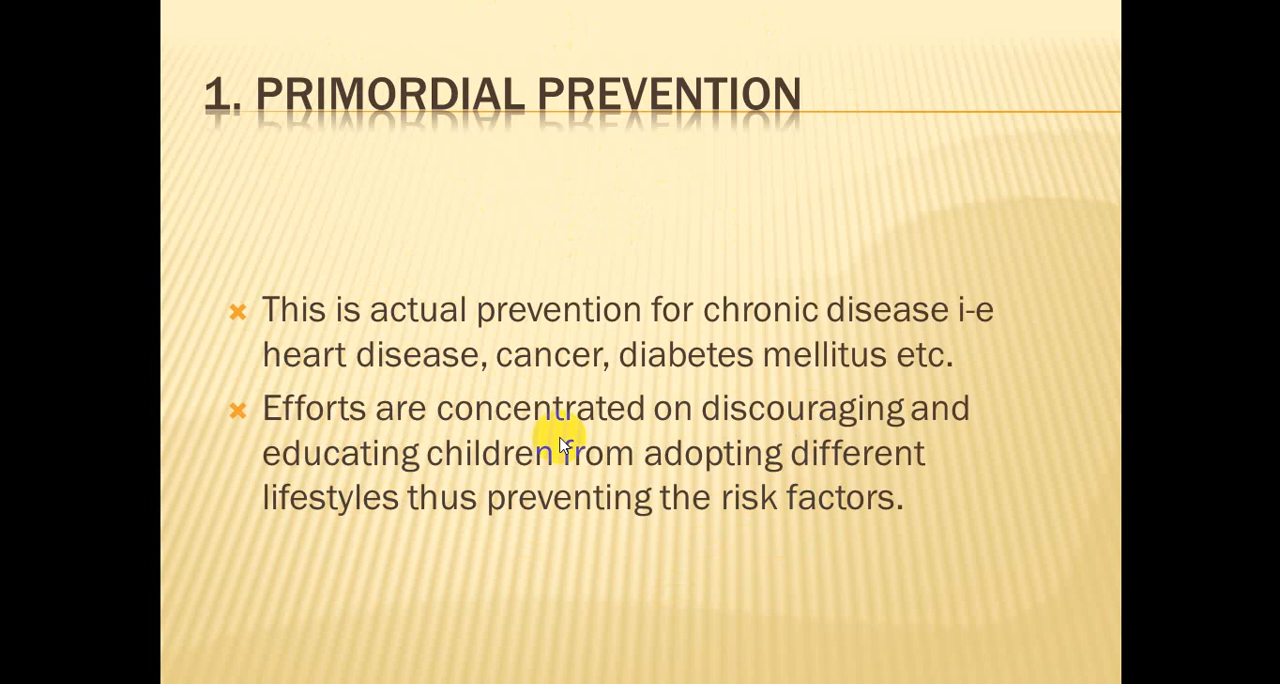 1. PRIMORDIAL PREVENTION
This is actual prevention for chronic disease i-e
heart disease, cancer, diabetes mellitus etc.
Efforts are concentrated on discouraging and
educating children from adopting different
lifestyles thus preventing the risk factors.